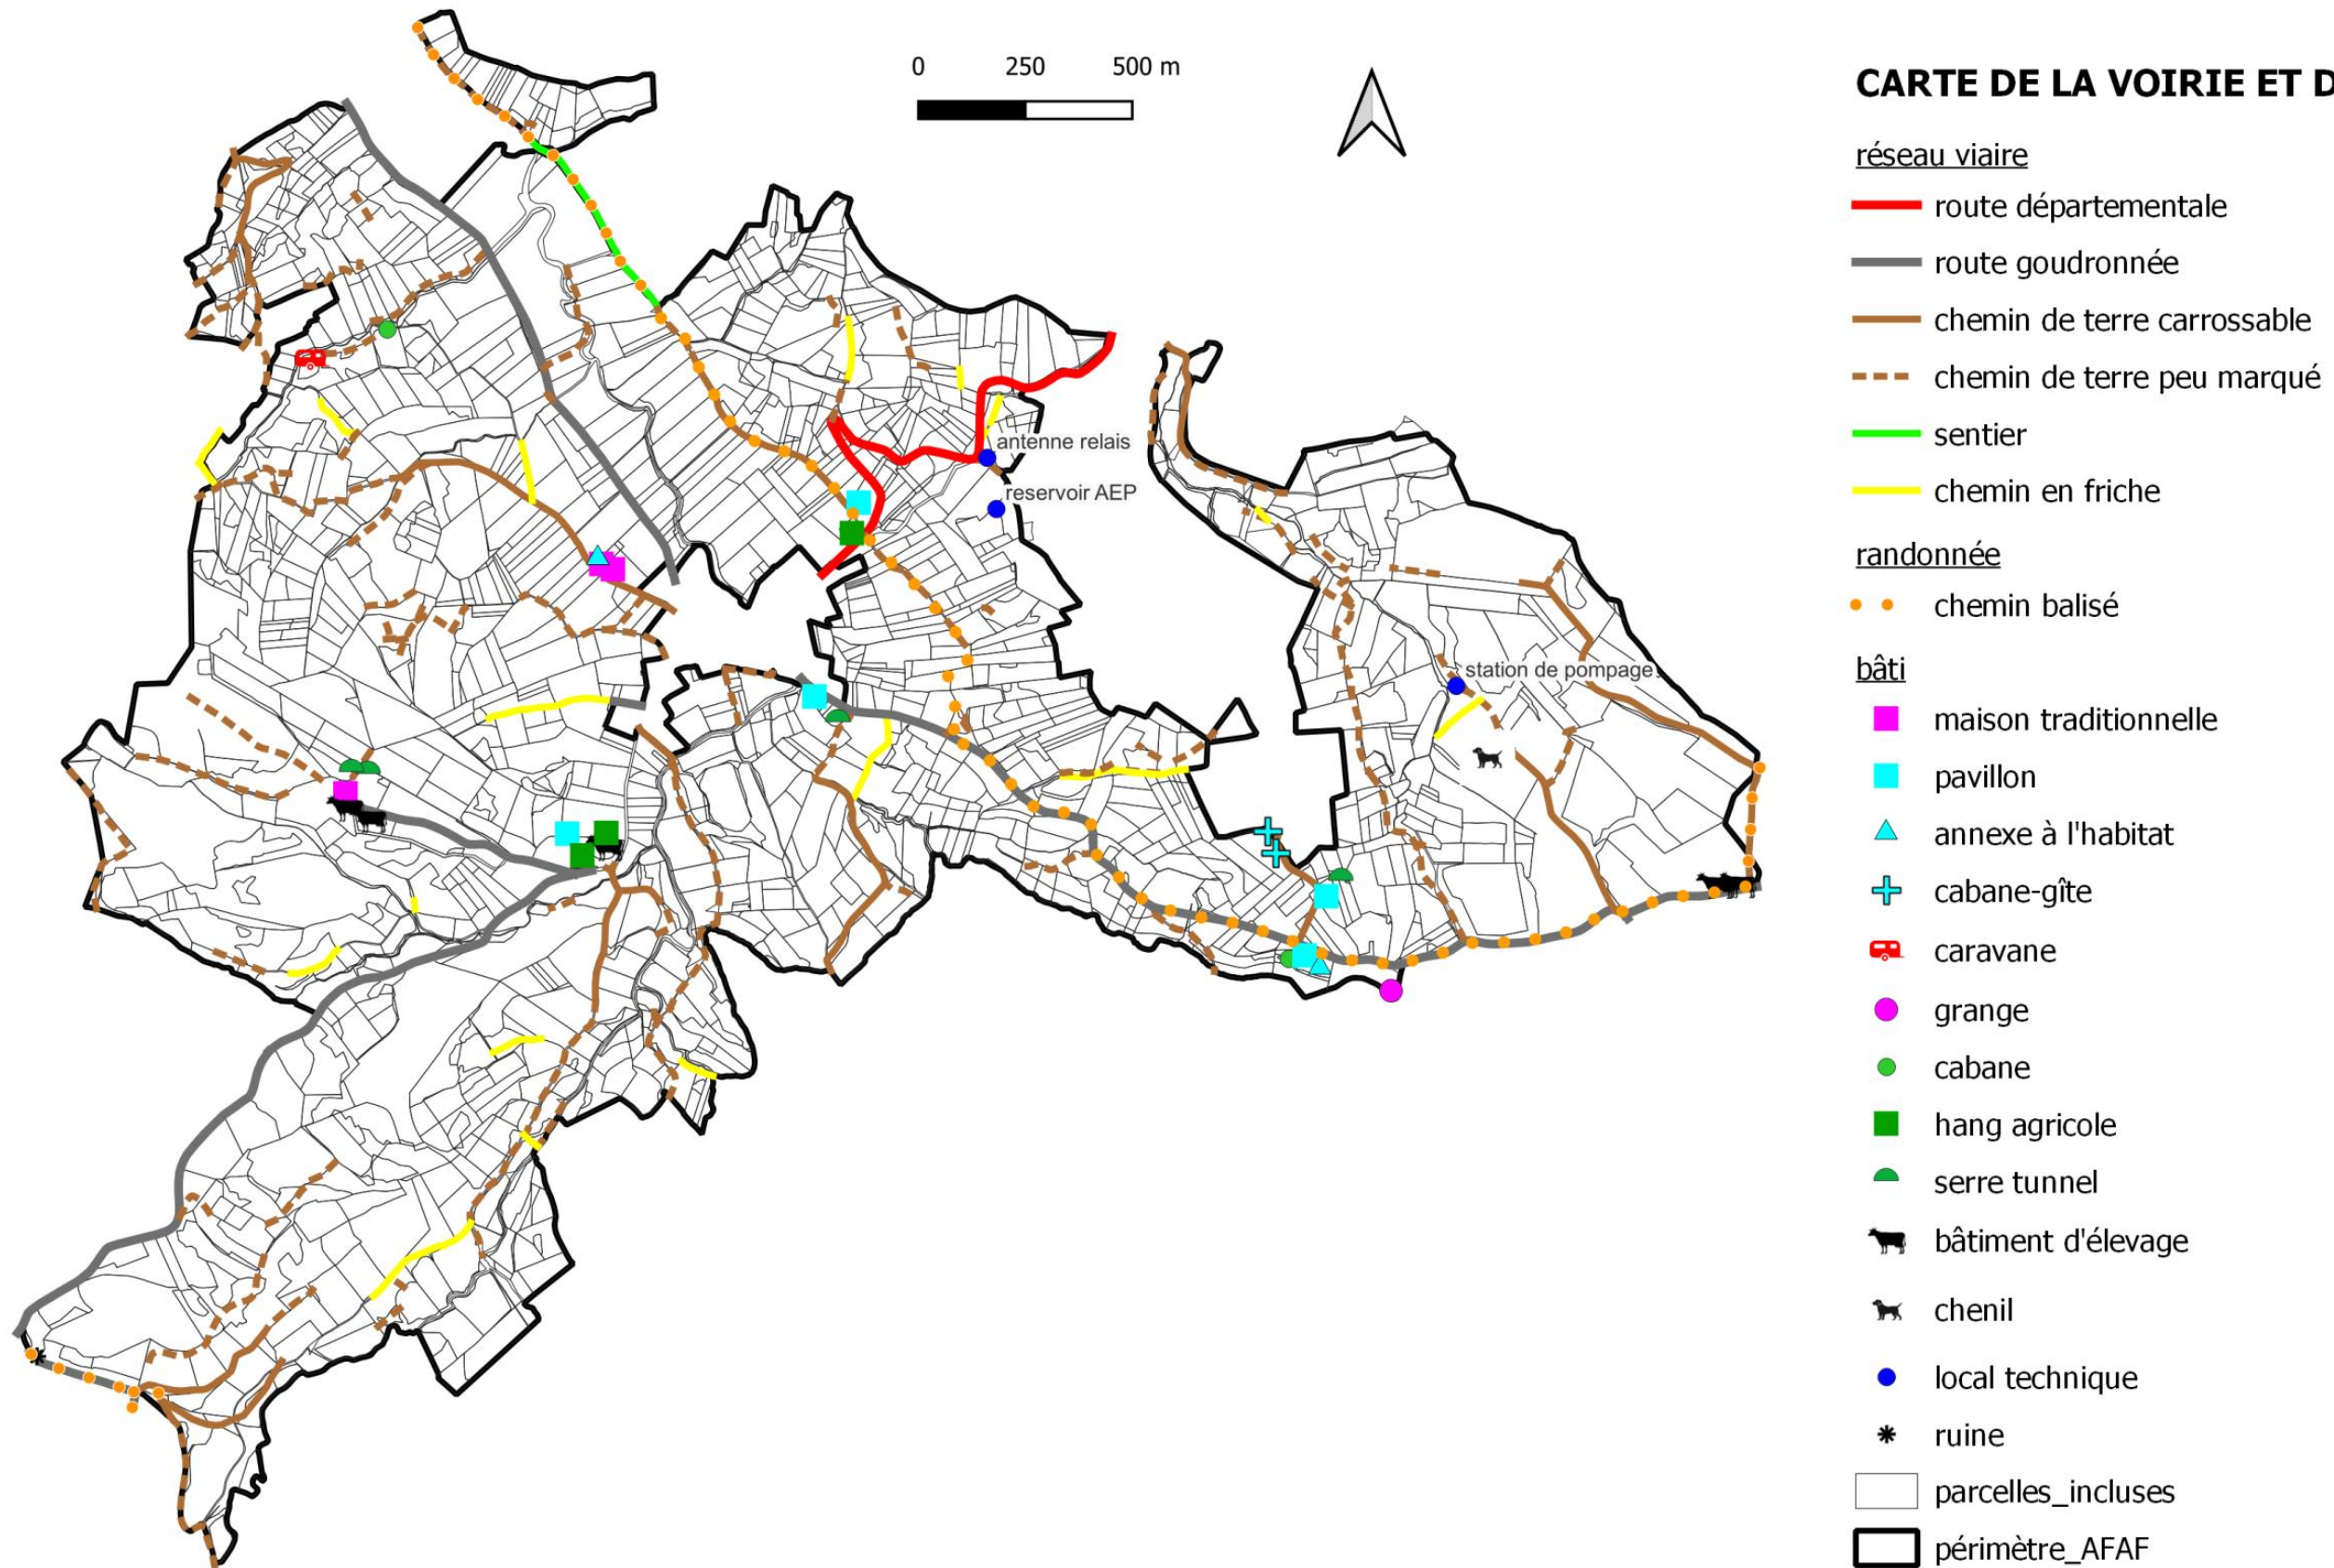 0 250 500 m
CARTE DE LA VOIRIE ET D
réseau viaire
route départementale
route goudronnée
chemin de terre carrossable
chemin de terre peu marqué
sentier
chemin en friche
randonnée
chemin balisé
bâti
maison traditionnelle
pavillon
annexe à l'habitat
cabane-gîte
caravane
grange
cabane
hang agricole
serre tunnel
bâtiment d'élevage
chenil
local technique
ruine
parcelles_incluses
périmètre_AFAF
antenne relais
reservoir AEP
station de pompage